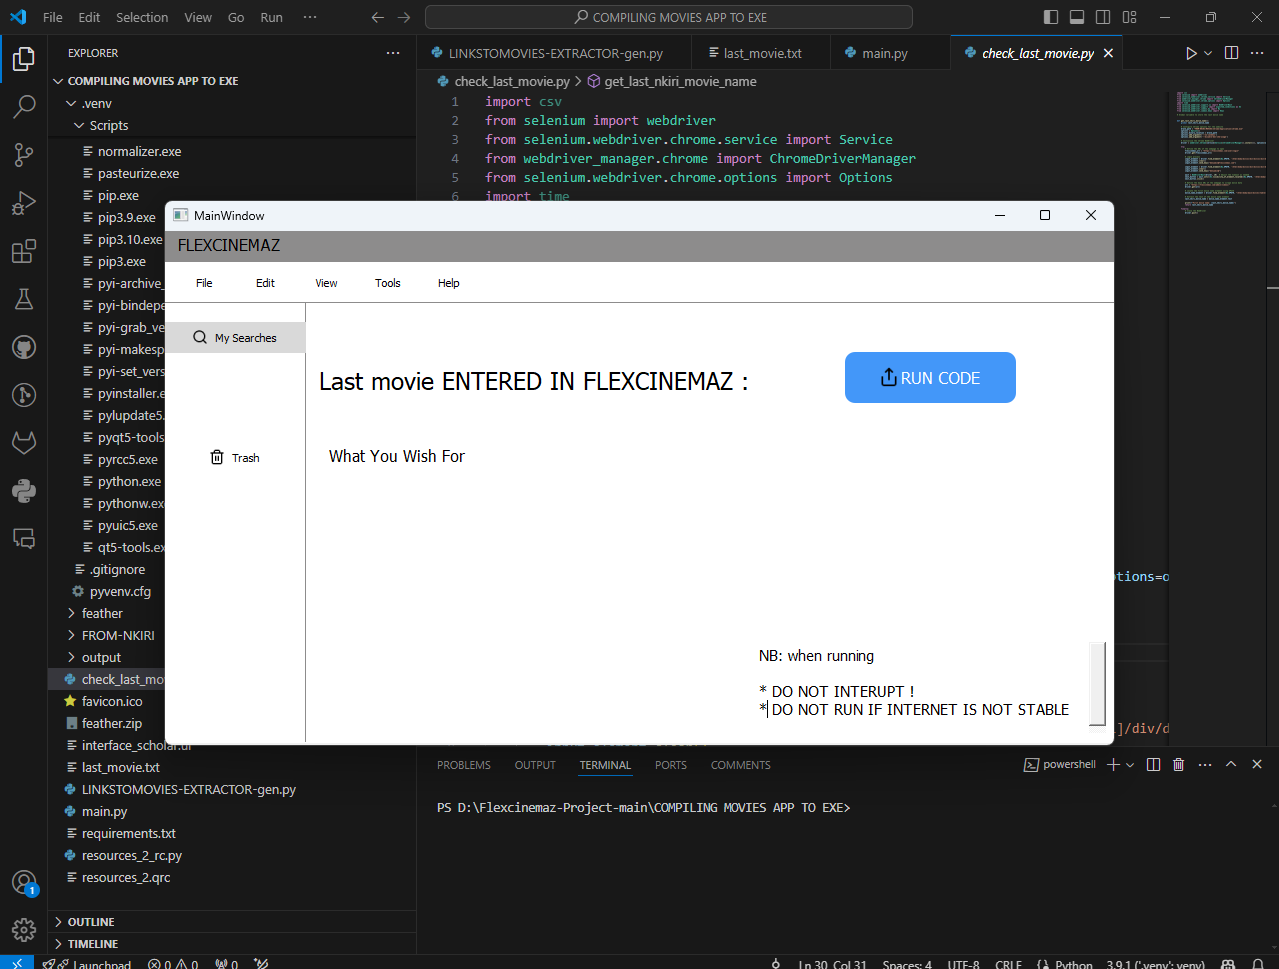 File Edit Selection View Go Run ...
COMPILING MOVIES APP TO EXE
EXPLORER
COMPILING MOVIES APP TO EXE
.venv
Scripts
normalizer.exe
pasteurize.exe
pip.exe
pip3.9.exe
pip3.10.exe
pip3.exe
pyi-archive_
pyi-bindepe
pyi-grab_ve
pyi-makesp
pyi-set_vers
pyinstaller.e
pylupdate5.
pyqt5-tools
pyrcc5.exe
python.exe
pythonw.ex
pyuic5.exe
qt5-tools.ex
.gitignore
pyvenv.cfg
feather
FROM-NKIRI
output
check_last_mo
favicon.ico
feather.zip
interface_scholar.ui
last_movie.txt
LINKSTOMOVIES-EXTRACTOR-gen.py
main.py
requirements.txt
resources_2_rc.py
resources_2.qrc
OUTLINE
TIMELINE
LINKSTOMOVIES-EXTRACTOR-gen.py
last_movie.txt
main.py
check_last_movie.py
check_last_movie.py > get_last_nkiri_movie_name
1 import csv
2 from selenium import webdriver
3 from selenium.webdriver.chrome.service import Service
4 from webdriver_manager.chrome import ChromeDriverManager
5 from selenium.webdriver.chrome.options import Options
6 import time
MainWindow
FLEXCINEMAZ
File Edit View Tools Help
My Searches
Trash
Last movie ENTERED IN FLEXCINEMAZ :
RUN CODE
What You Wish For
NB: when running
* DO NOT INTERUPT !
* DO NOT RUN IF INTERNET IS NOT STABLE
tions=o
]/div/d
PROBLEMS OUTPUT TERMINAL PORTS COMMENTS
powershell
PS D:\Flexcinemaz-Project-main\COMPILING MOVIES APP TO EXE>
1
Launchpad 0 0 0
Ln 30, Col 31 Spaces: 4 UTF-8 CRLF Python 3.9.1 ('.venv': venv)